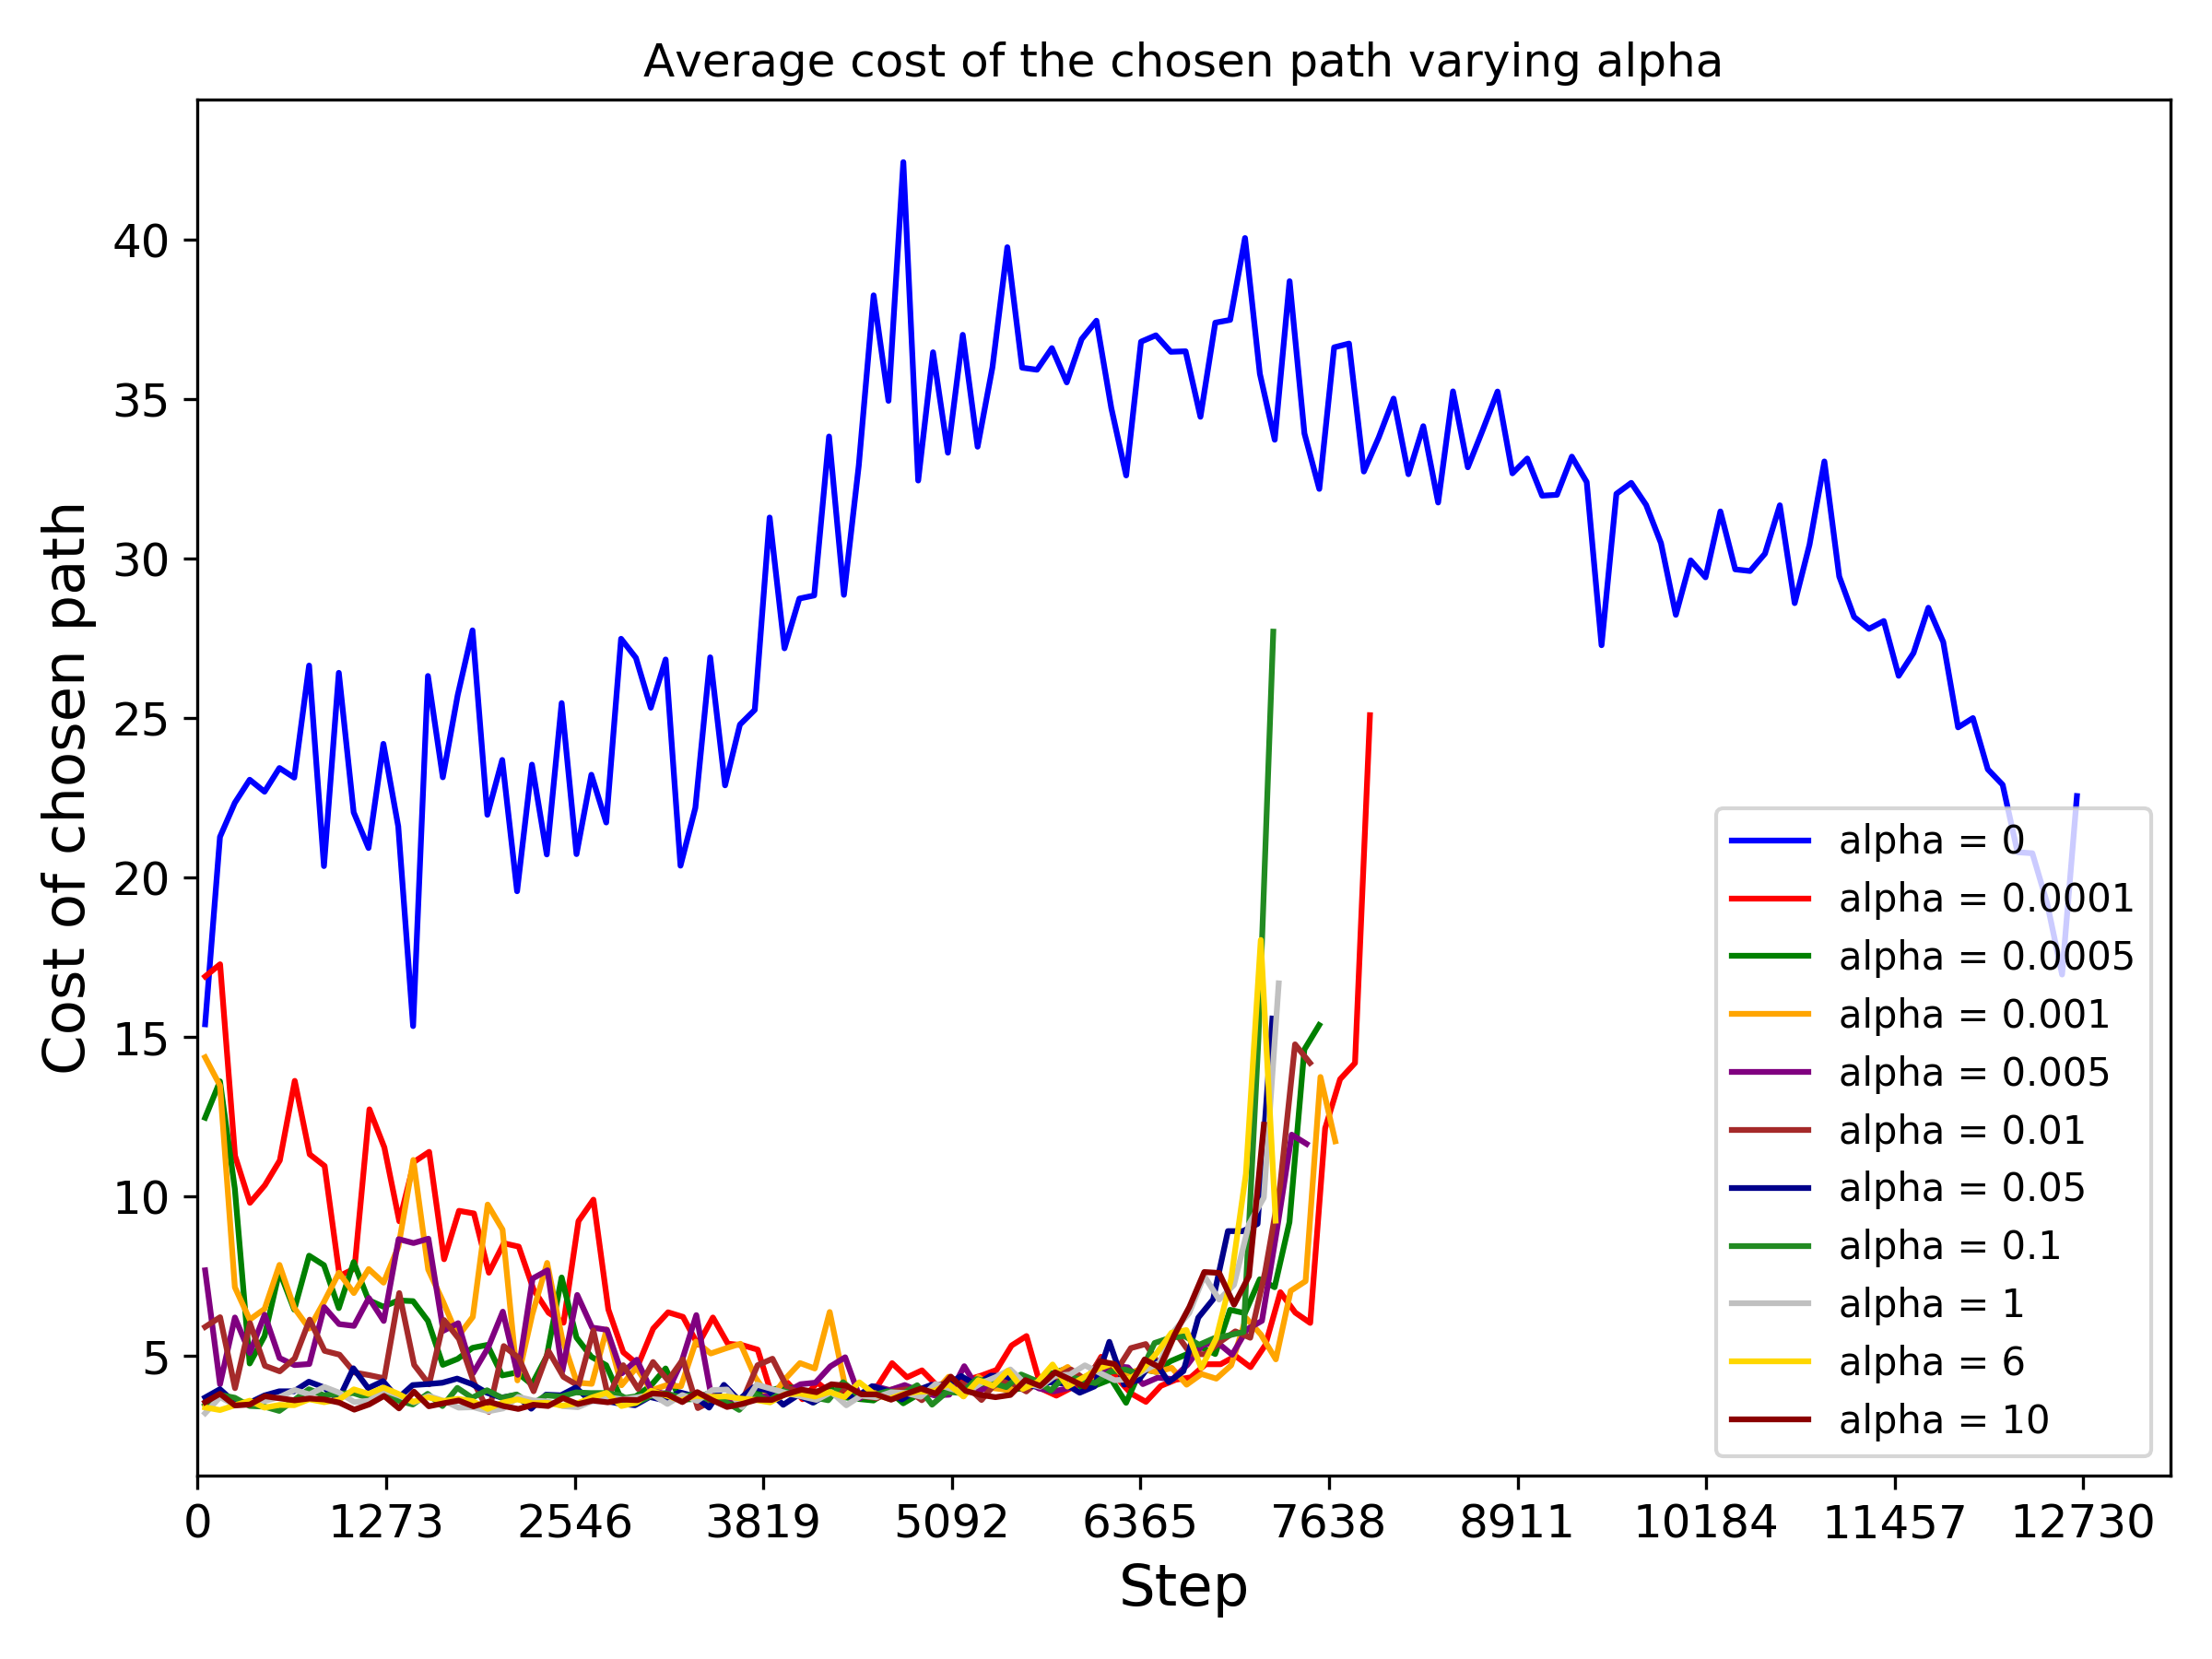 Average cost of the chosen path varying alpha
Cost of chosen path
40
35
30
25
20
15
10
5
alpha = 0
alpha = 0.0001
alpha = 0.0005
alpha = 0.001
alpha = 0.005
alpha = 0.01
alpha = 0.05
alpha = 0.1
alpha = 1
alpha = 6
alpha = 10
0 1273 2546 3819 5092 6365 7638 8911 10184 11457 12730
Step